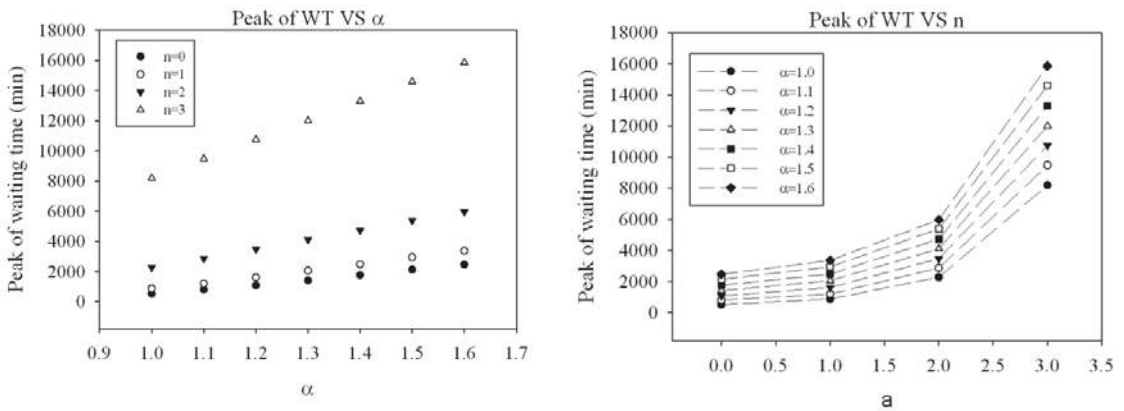 Peak of WT VS α
Peak of waiting time (min)
18000
16000
14000
12000
10000
8000
6000
4000
2000
0
n=0
n=1
n=2
n=3
0.9 1.0 1.1 1.2 1.3 1.4 1.5 1.6 1.7
α
Peak of WT VS n
Peak of waiting time (min)
18000
16000
14000
12000
10000
8000
6000
4000
2000
0
α=1.0
α=1.1
α=1.2
α=1.3
α=1.4
α=1.5
α=1.6
0.0 0.5 1.0 1.5 2.0 2.5 3.0 3.5
a